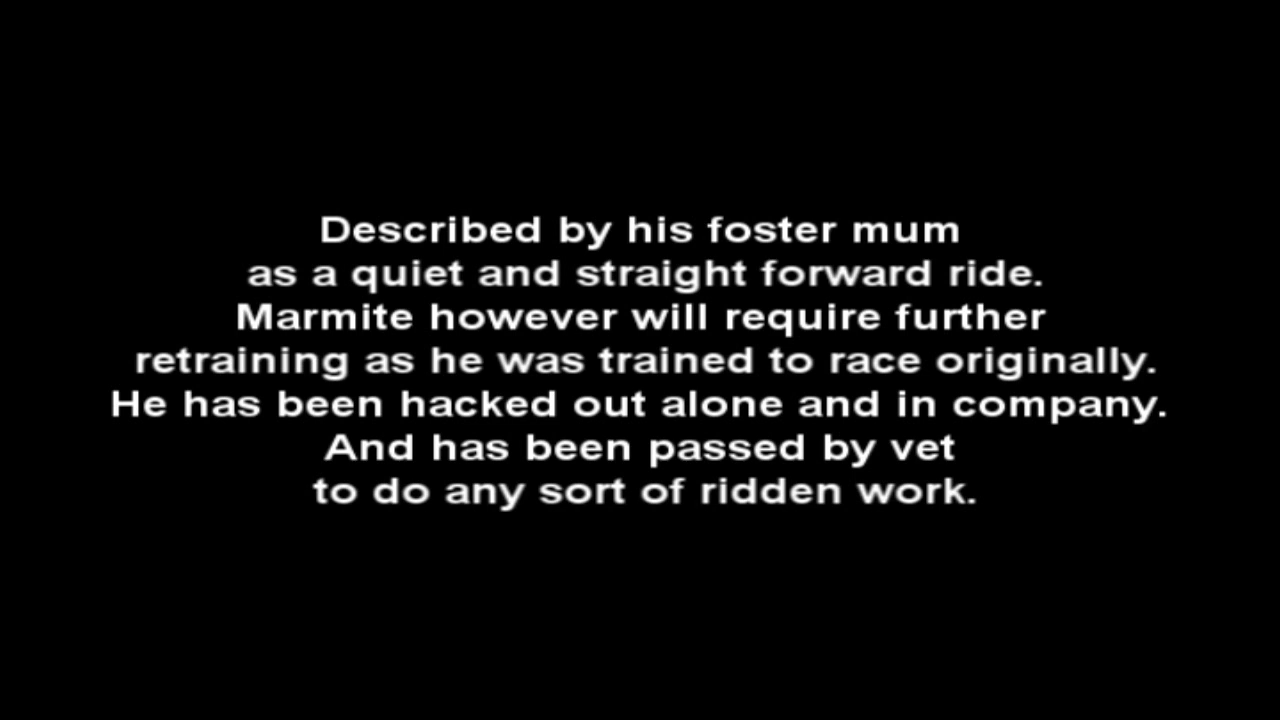 Described by his foster mum
as a quiet and straight forward ride.
Marmite however will require further
retraining as he was trained to race originally.
He has been hacked out alone and in company.
And has been passed by vet
to do any sort of ridden work.